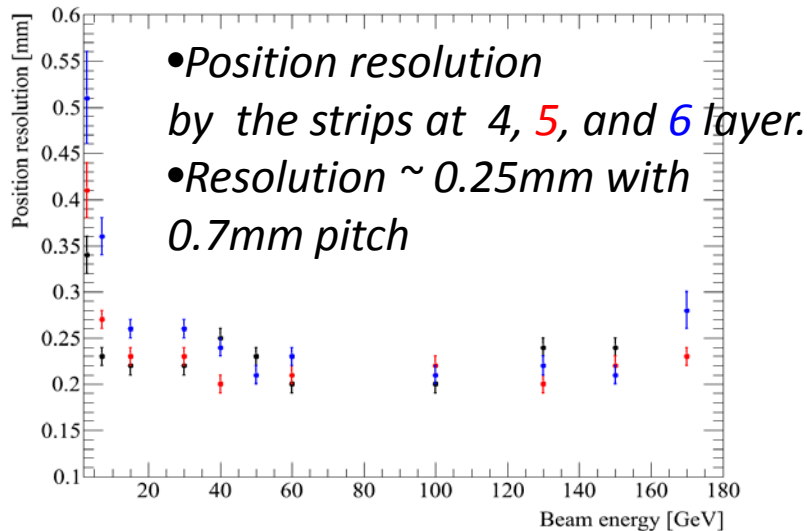 0.6
0.55
0.5
0.45
0.4
0.35
0.3
0.25
0.2
0.15
0.1
Position resolution [mm]
•Position resolution
by the strips at 4, 5, and 6 layer.
•Resolution ~ 0.25mm with
0.7mm pitch
20 40 60 80 100 120 140 160 180
Beam energy [GeV]